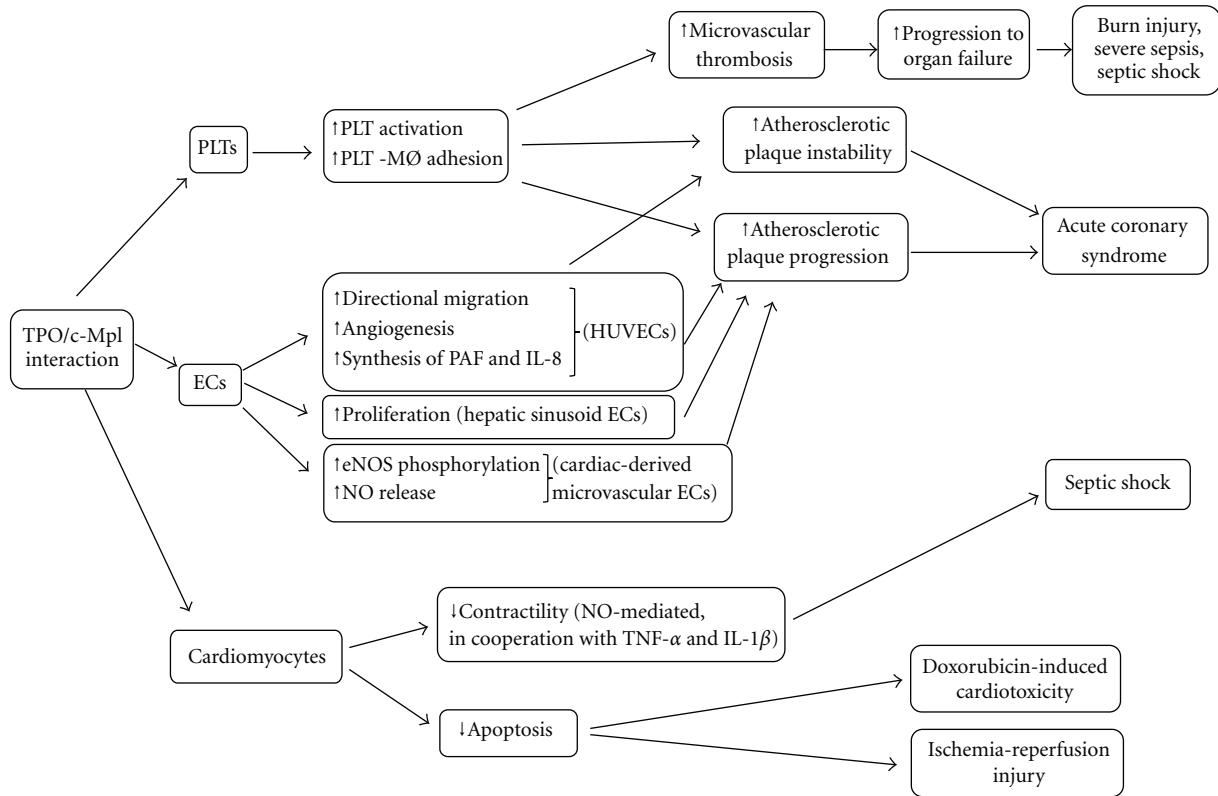 ↑Microvascular
thrombosis
↑Progression to
organ failure
Burn injury,
severe sepsis,
septic shock
PLTs
↑PLT activation
↑PLT -MØ adhesion
↑Atherosclerotic
plaque instability
↑Atherosclerotic
plaque progression
Acute coronary
syndrome
TPO/c-Mpl
interaction
ECs
↑Directional migration
↑Angiogenesis
↑Synthesis of PAF and IL-8
(HUVECs)
↑Proliferation (hepatic sinusoid ECs)
↑eNOS phosphorylation
↑NO release
(cardiac-derived
microvascular ECs)
Septic shock
Cardiomyocytes
↓Contractility (NO-mediated,
in cooperation with TNF-α and IL-1β)
↓Apoptosis
Doxorubicin-induced
cardiotoxicity
Ischemia-reperfusion
injury